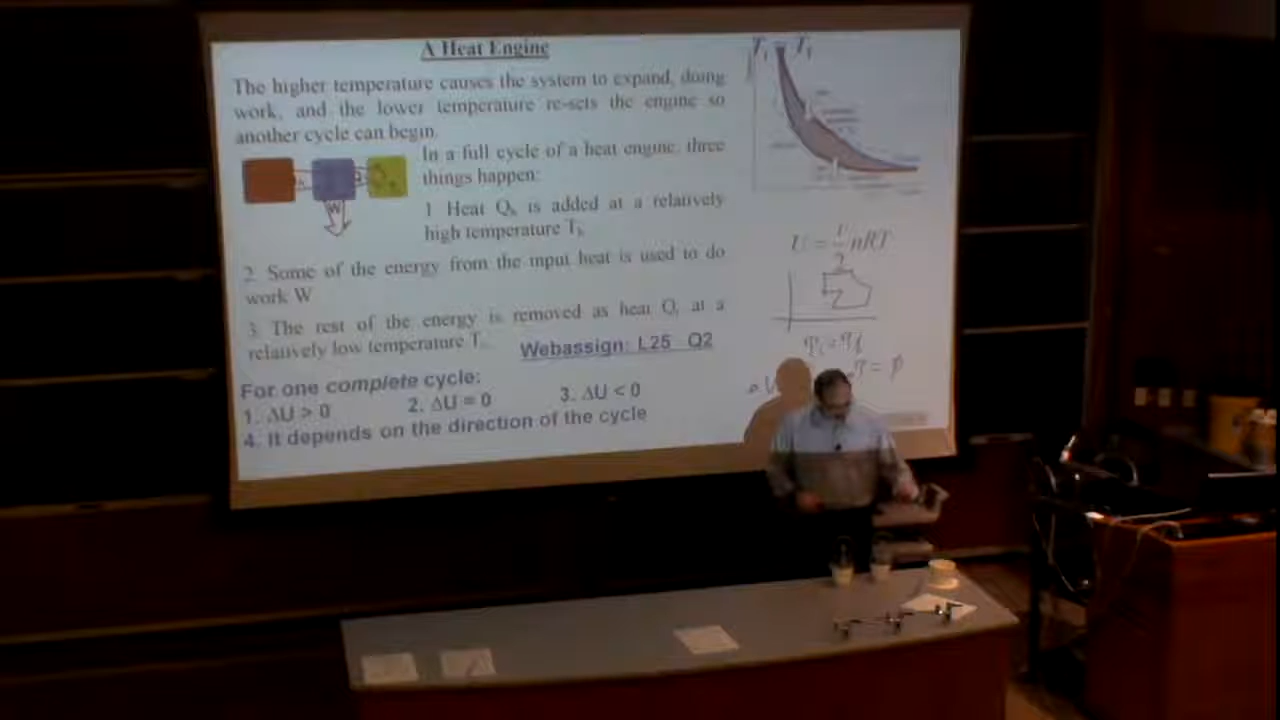 A Heat Engine
The higher temperature causes the system to expand, doing
work, and the lower temperature re-sets the engine so
another cycle can begin.
In a full cycle of a heat engine, three
things happen:
1. Heat Qh is added at a relatively
high temperature Th
W
2. Some of the energy from the input heat is used to do
work W
3. The rest of the energy is removed as heat Q at a
relatively low temperature T
Webassign: L25 Q2
For one complete cycle:
1. ΔU > 0 2. ΔU = 0 3. ΔU < 0
4. It depends on the direction of the cycle
Ti = Tf
U = nRT